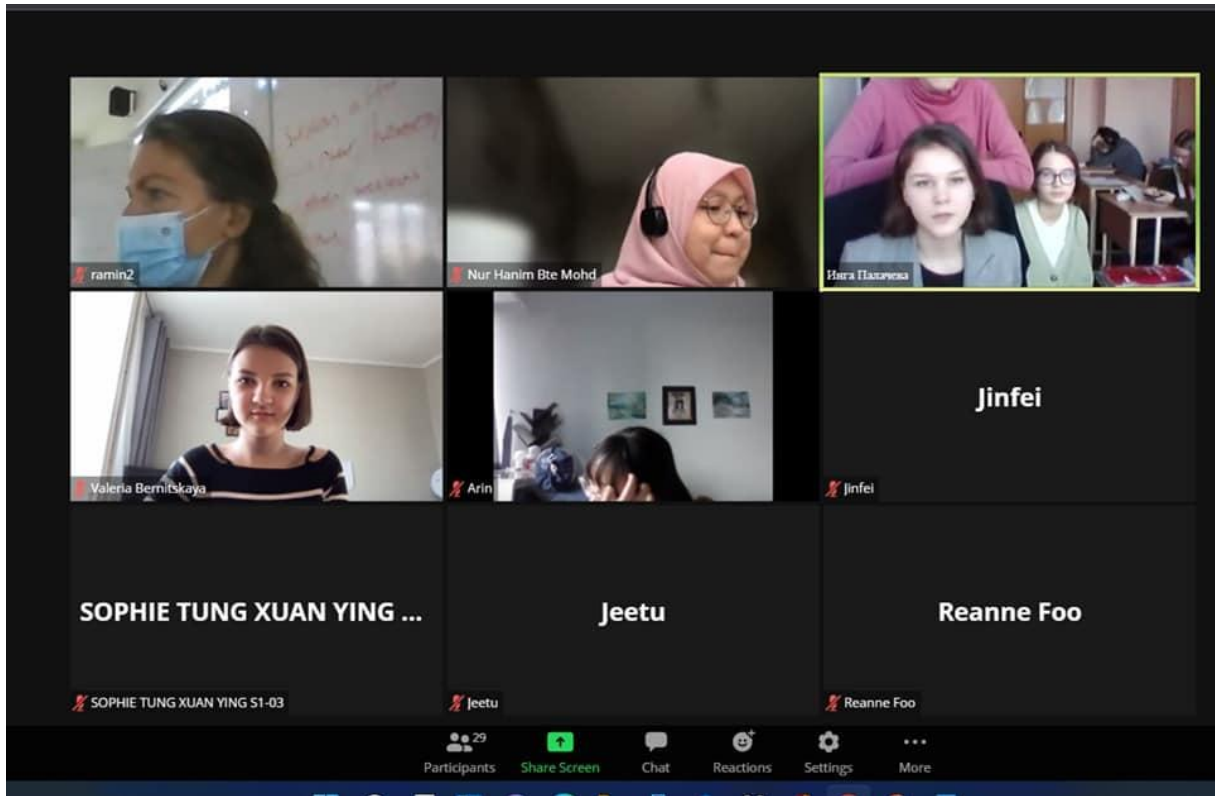 ramin2
Nur Hanim Bte Mohd
Инга Палачева
Valeria Bernitskaya
Arin
Jinfei
Jinfei
SOPHIE TUNG XUAN YING ...
Jeetu
Reanne Foo
SOPHIE TUNG XUAN YING S1-03
Jeetu
Reanne Foo
29
Participants
Share Screen
Chat
Reactions
Settings
More